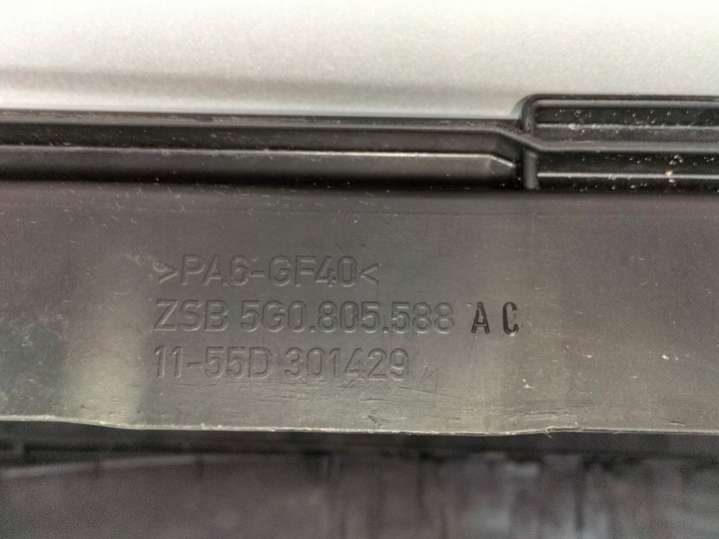 >PA6-GF40<
ZSB 5G0.805.588 AC
11-55D 301429